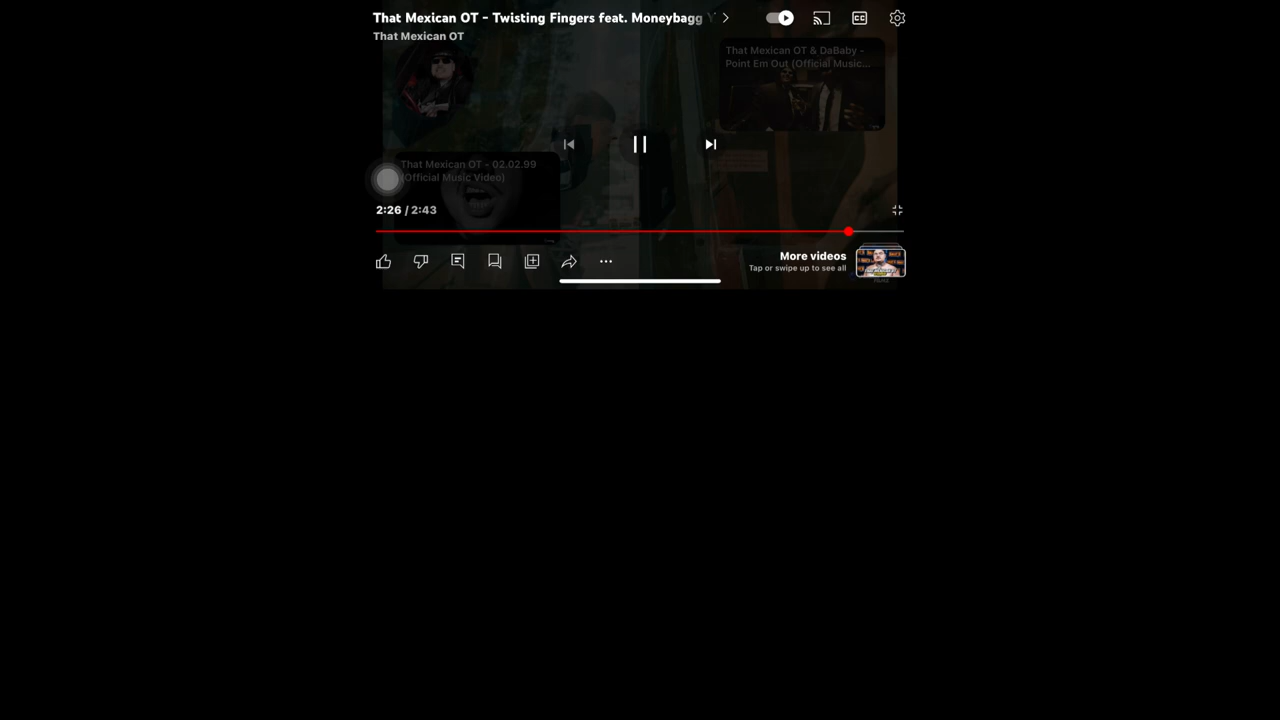 That Mexican OT - Twisting Fingers feat. Moneybagg Y
That Mexican OT
CC
That Mexican OT & DaBaby -
Point Em Out (Official Music...
That Mexican OT - 02.02.99
(Official Music Video)
2:26 / 2:43
More videos
Tap or swipe up to see all